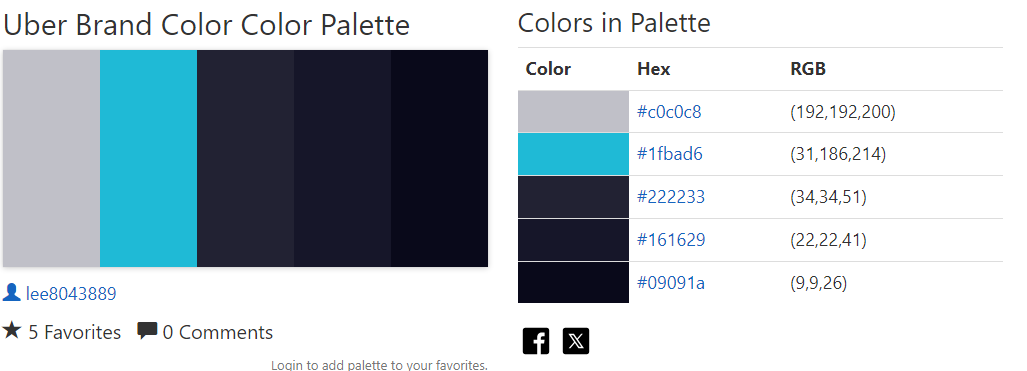 Uber Brand Color Color Palette
lee8043889
5 Favorites 0 Comments
Login to add palette to your favorites.
Colors in Palette
Color Hex RGB
#c0c0c8 (192,192,200)
#1fbad6 (31,186,214)
#222233 (34,34,51)
#161629 (22,22,41)
#09091a (9,9,26)